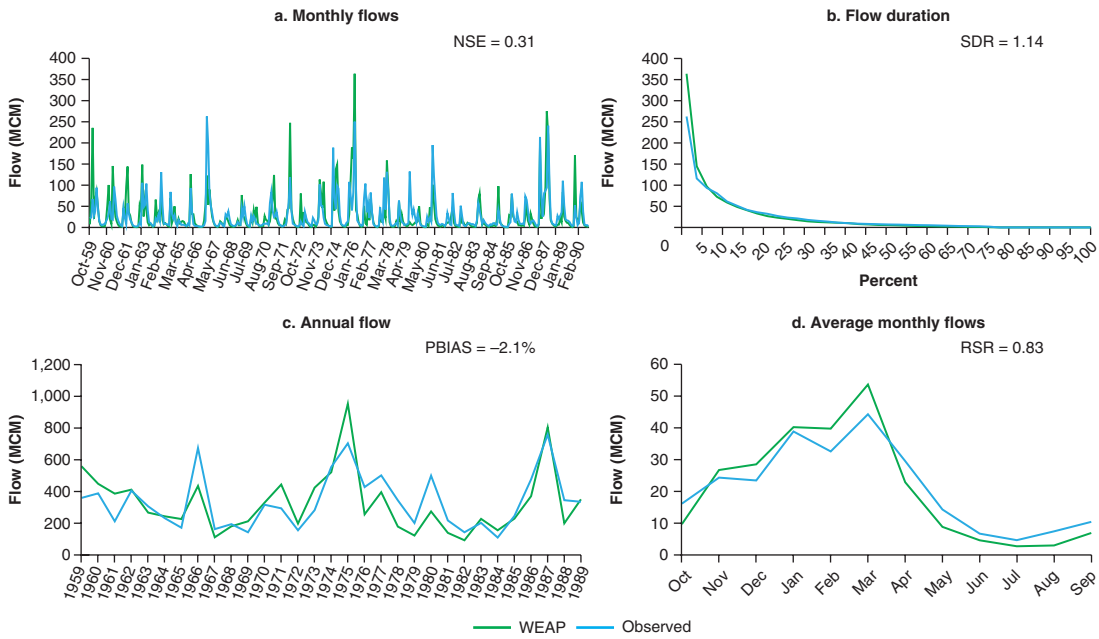 a. Monthly flows
NSE = 0.31
Flow (MCM)
400
350
300
250
200
150
100
50
0
Oct-59
Nov-60
Dec-61
Jan-63
Feb-64
Mar-65
Apr-66
May-67
Jun-68
Jul-69
Aug-70
Sep-71
Oct-72
Nov-73
Dec-74
Jan-76
Feb-77
Mar-78
Apr-79
May-80
Jun-81
Jul-82
Aug-83
Sep-84
Oct-85
Nov-86
Dec-87
Jan-89
Feb-90
b. Flow duration
SDR = 1.14
Flow (MCM)
400
350
300
250
200
150
100
50
0
5
10
15
20
25
30
35
40
45
50
55
60
65
70
75
80
85
90
95
100
Percent
c. Annual flow
PBIAS = –2.1%
Flow (MCM)
1,200
1,000
800
600
400
200
0
1959
1960
1961
1962
1963
1964
1965
1966
1967
1968
1969
1970
1971
1972
1973
1974
1975
1976
1977
1978
1979
1980
1981
1982
1983
1984
1985
1986
1987
1988
1989
d. Average monthly flows
RSR = 0.83
Flow (MCM)
60
50
40
30
20
10
0
Oct
Nov
Dec
Jan
Feb
Mar
Apr
May
Jun
Jul
Aug
Sep
WEAP
Observed